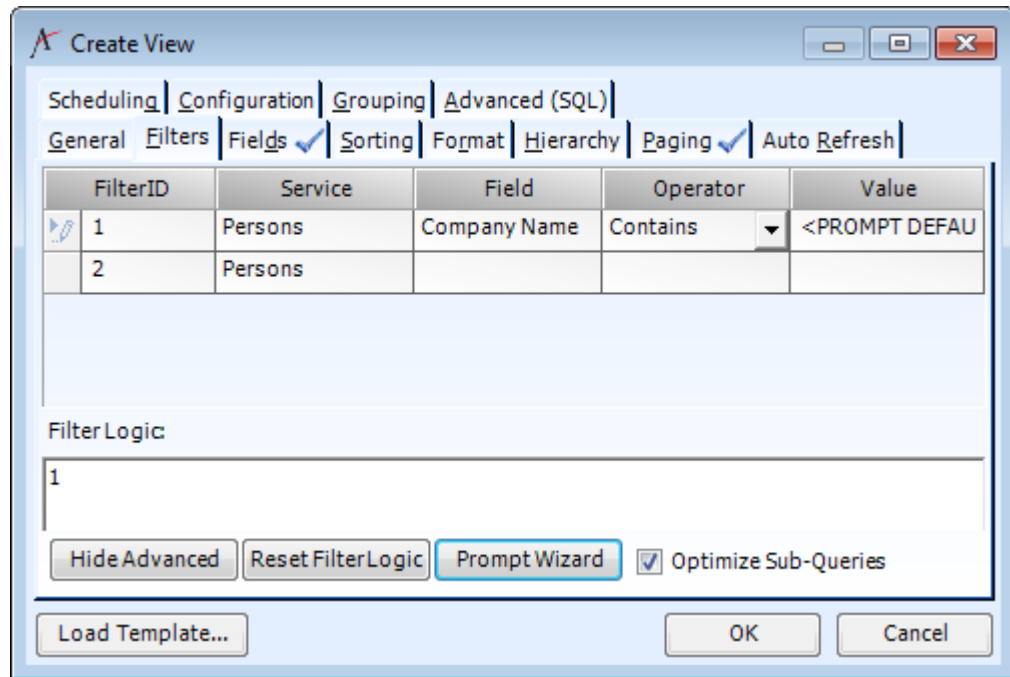 Create View
Scheduling Configuration Grouping Advanced (SQL)
General Filters Fields Sorting Format Hierarchy Paging Auto Refresh
FilterID Service Field Operator Value
1 Persons Company Name Contains <PROMPT DEFAU
2 Persons
Filter Logic:
1
Hide Advanced Reset Filter Logic Prompt Wizard Optimize Sub-Queries
Load Template... OK Cancel